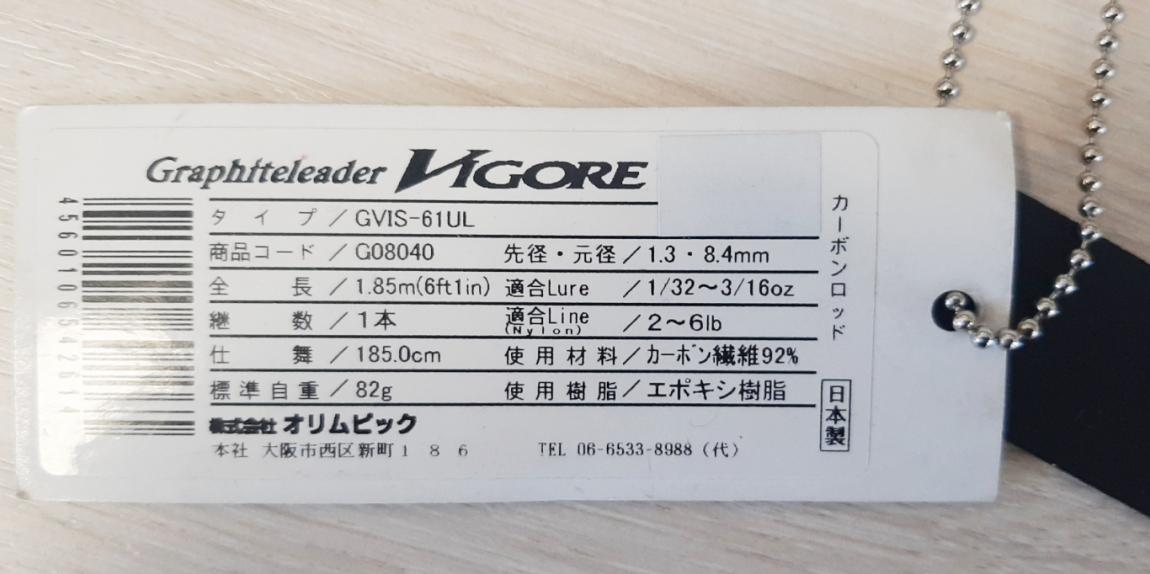 Graphiteleader VIGORE
タイプ/GVIS-61UL
商品コード/G08040 先径・元径/1.3・8.4mm
全長/1.85m(6ft1in) 適合Lure/1/32〜3/16oz
継数/1本 適合Line(Nylon)/2〜6lb
仕舞/185.0cm 使用材料/カーボン繊維92%
標準自重/82g 使用樹脂/エポキシ樹脂
株式会社オリムピック
本社 大阪市西区新町1 8 6 TEL 06-6533-8988(代)
カーボンロッド
日本製
4560106542614